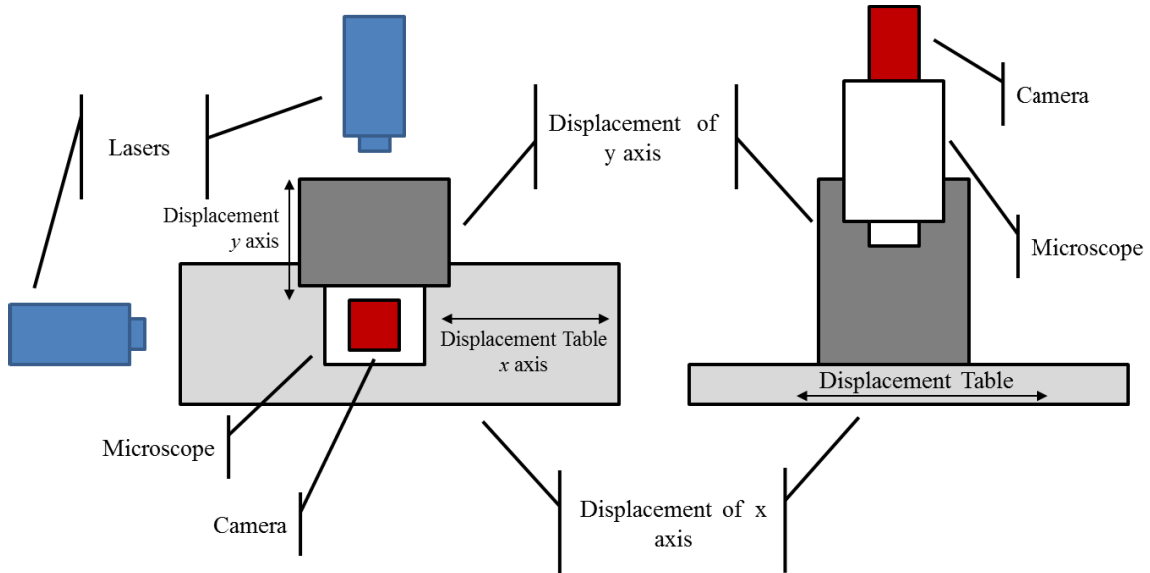 Lasers
Displacement of
y axis
Camera
Displacement
y axis
Microscope
Displacement Table
x axis
Displacement Table
Microscope
Camera
Displacement of x
axis